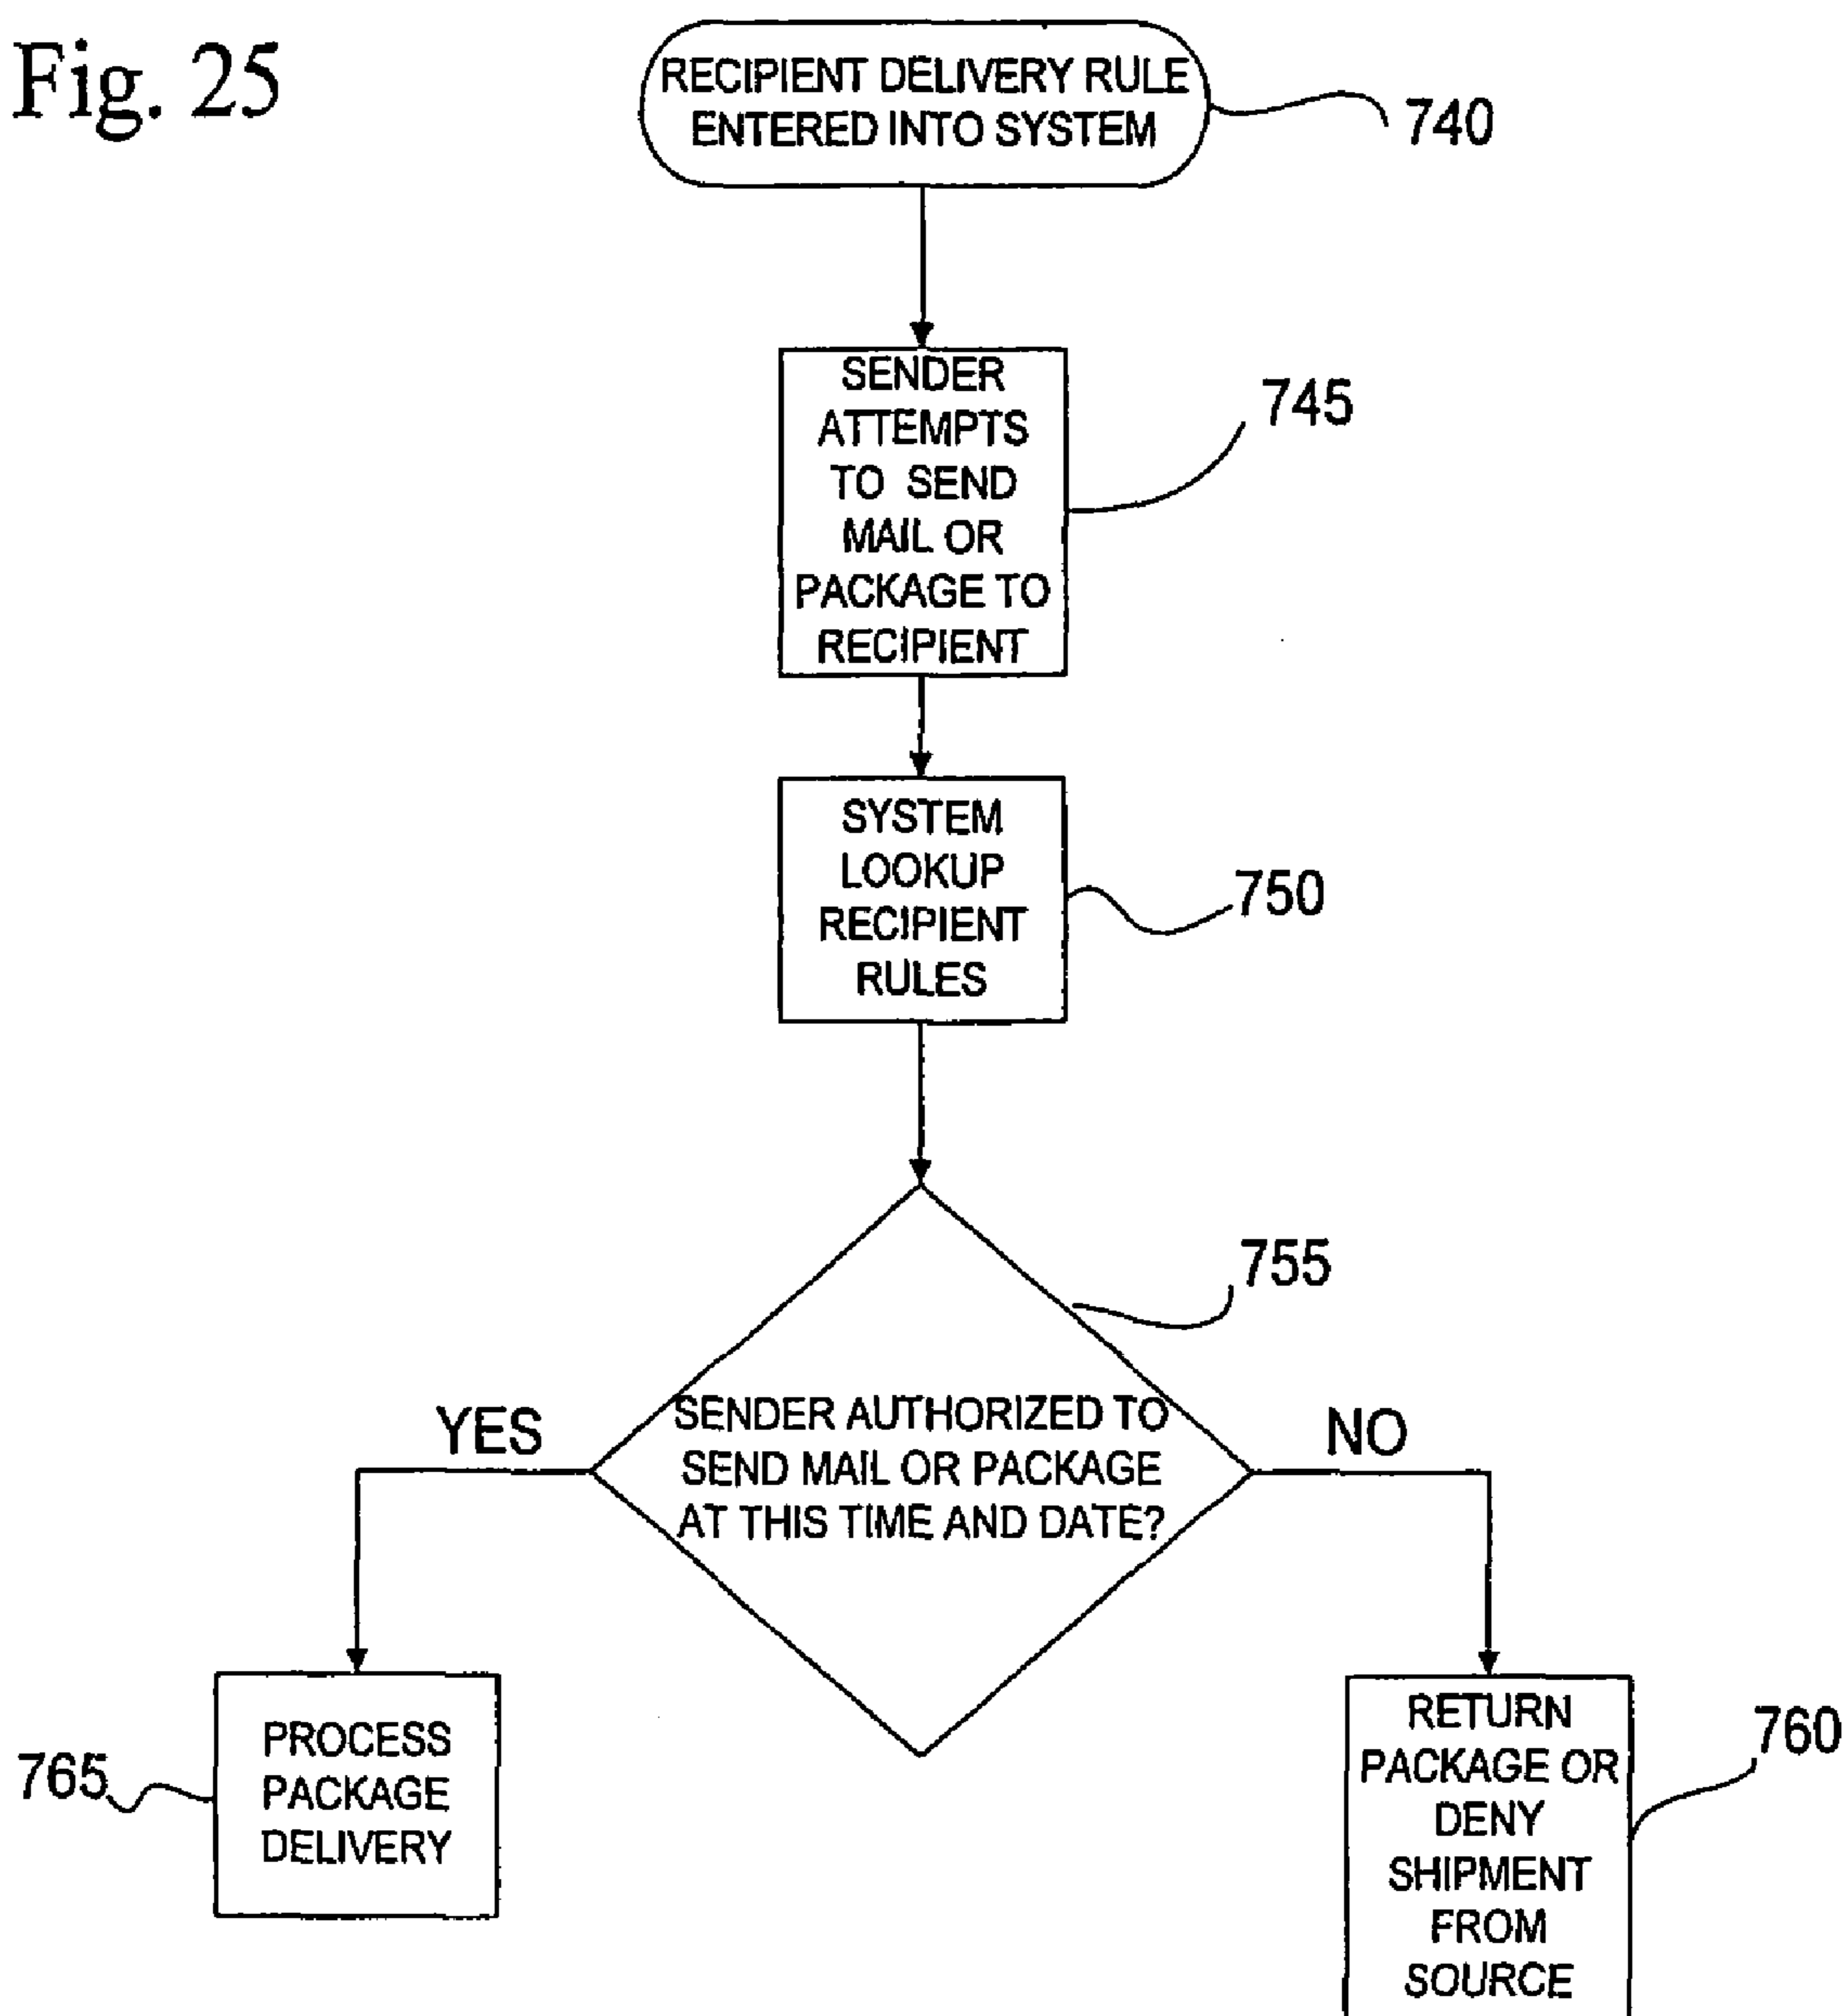 Fig. 25
RECIPIENT DELIVERY RULE
ENTERED INTO SYSTEM
740
SENDER
ATTEMPTS
TO SEND
MAIL OR
PACKAGE TO
RECIPIENT
745
SYSTEM
LOOKUP
RECIPIENT
RULES
750
755
SENDER AUTHORIZED TO
SEND MAIL OR PACKAGE
AT THIS TIME AND DATE?
YES
NO
PROCESS
PACKAGE
DELIVERY
765
RETURN
PACKAGE OR
DENY
SHIPMENT
FROM
SOURCE
760